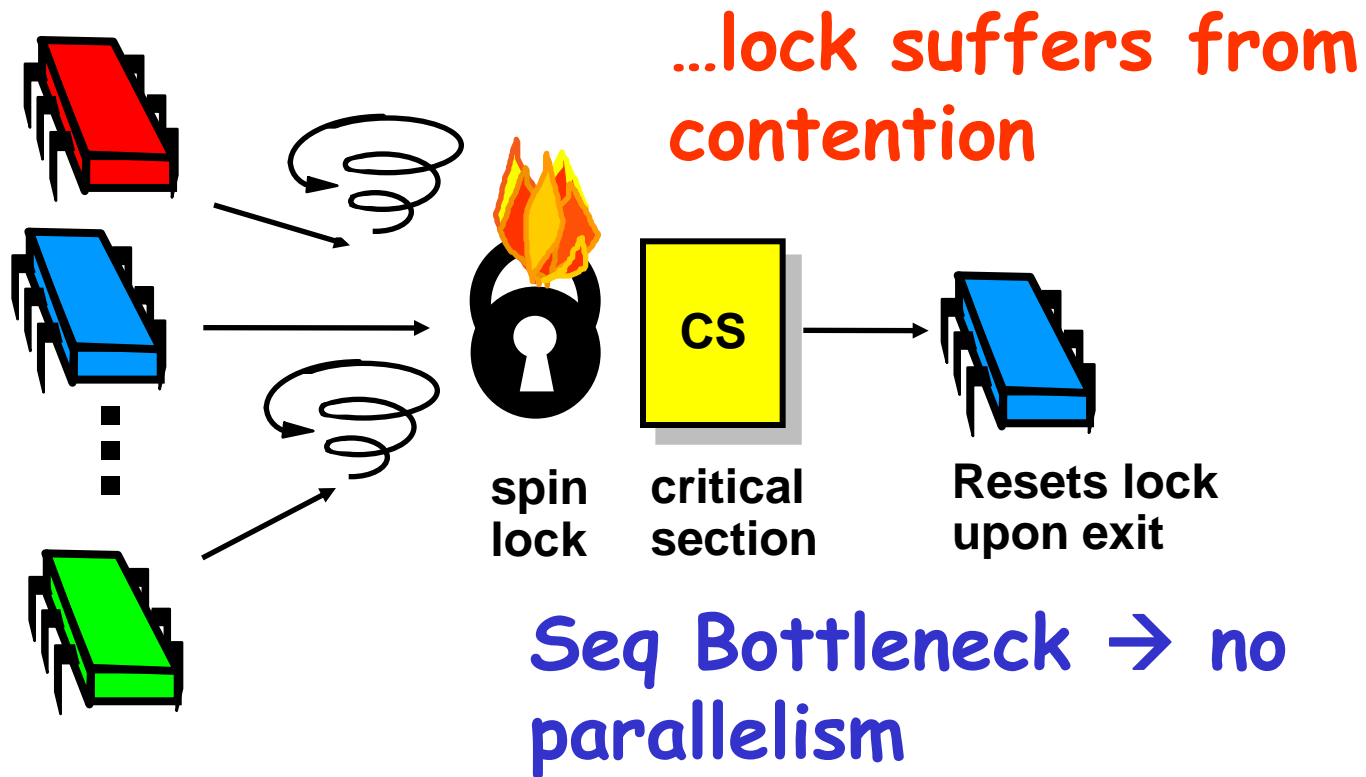 ...lock suffers from
contention
CS
spin
lock
critical
section
Resets lock
upon exit
Seq Bottleneck → no
parallelism